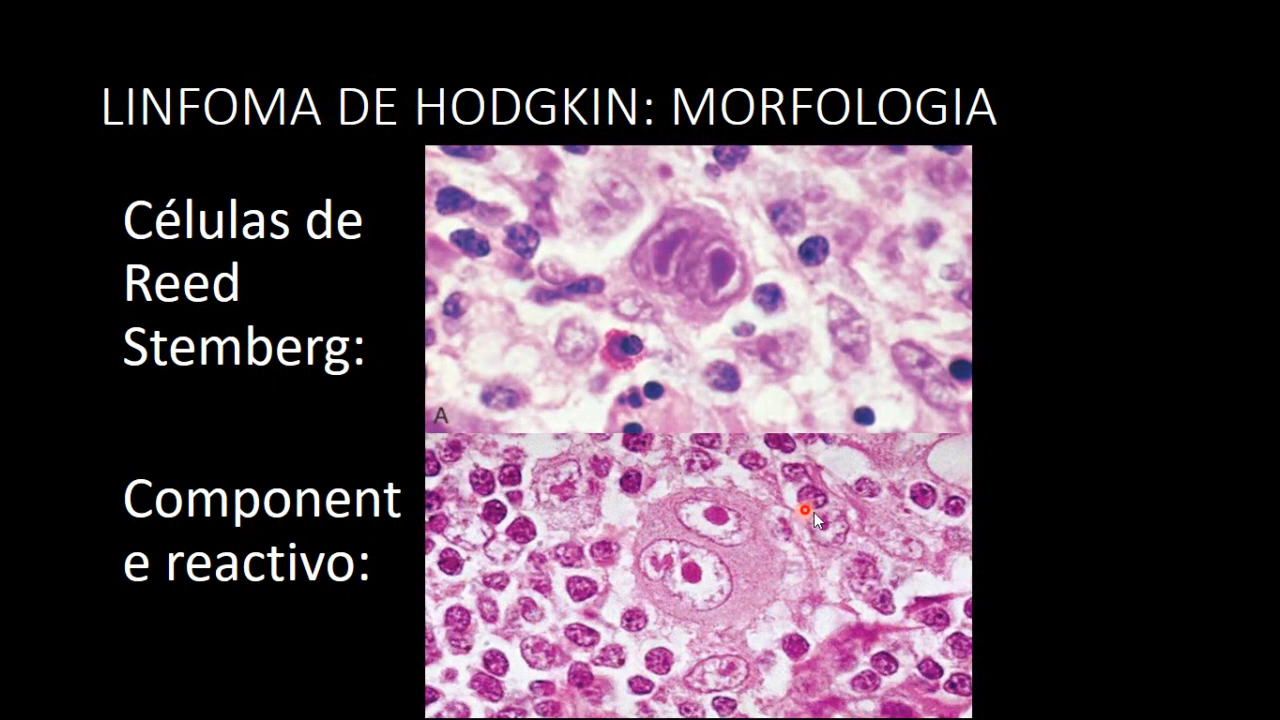 LINFOMA DE HODGKIN: MORFOLOGIA
Células de
Reed
Stemberg:
A
Component
e reactivo: